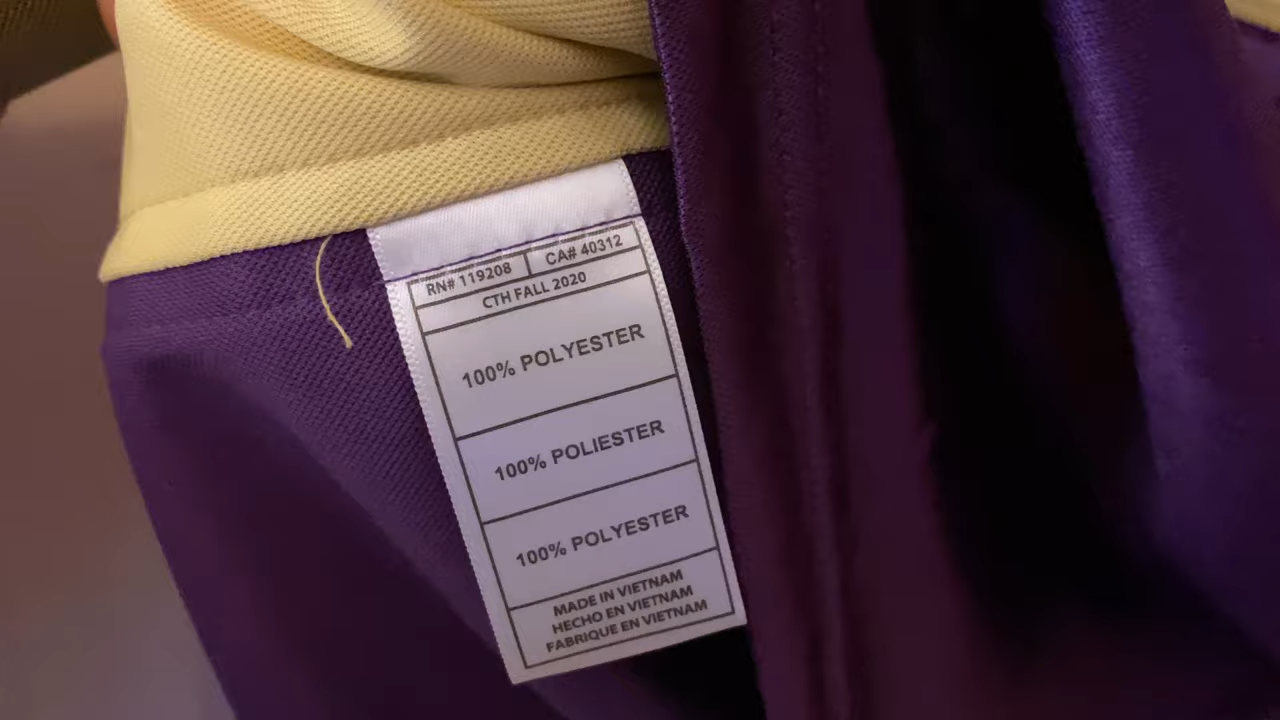 RN# 119208 CA# 40312
CTH FALL 2020
100% POLYESTER
100% POLIESTER
100% POLYESTER
MADE IN VIETNAM
HECHO EN VIETNAM
FABRIQUE EN VIETNAM